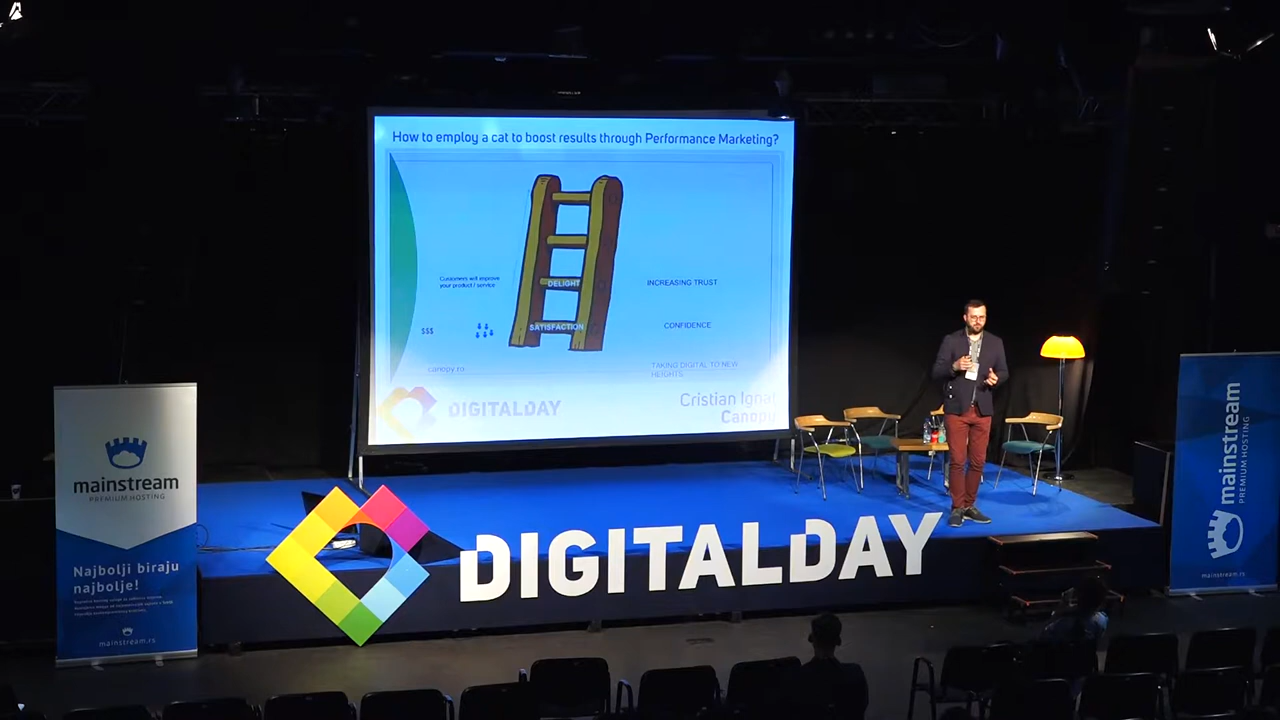 How to employ a cat to boost results through Performance Marketing?
Customers will improve
your product / service
DELIGHT
INCREASING TRUST
$$$
SATISFACTION
CONFIDENCE
canopy.ro
TAKING DIGITAL TO NEW
HEIGHTS
DIGITALDAY
Cristian Ignat
Canopy
mainstream
PREMIUM HOSTING
Najbolji biraju
najbolje!
mainstream.rs
DIGITALDAY
mainstream
PREMIUM HOSTING
mainstream.rs